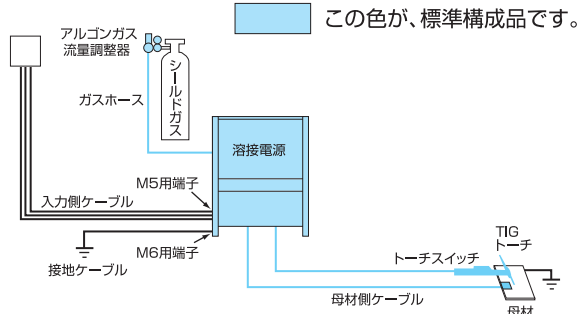 この色が、標準構成品です。
アルゴンガス
流量調整器
シールドガス
ガスホース
溶接電源
M5用端子
入力側ケーブル
M6用端子
接地ケーブル
TIG
トーチ
トーチスイッチ
母材側ケーブル
母材